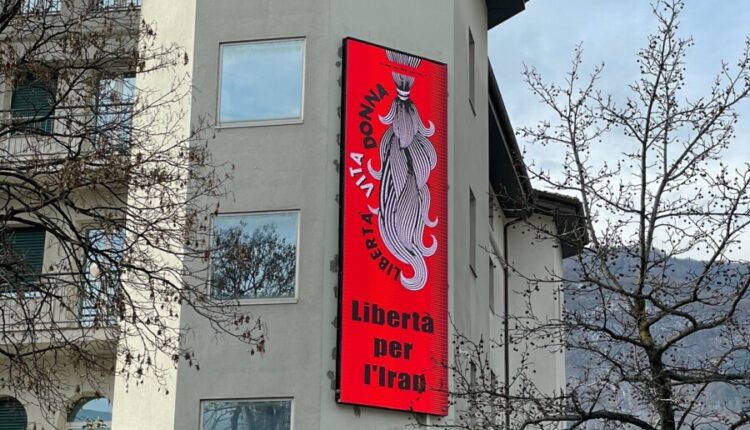 LIBERTÀ VITA DONNA
Libertà
per
l'Iran